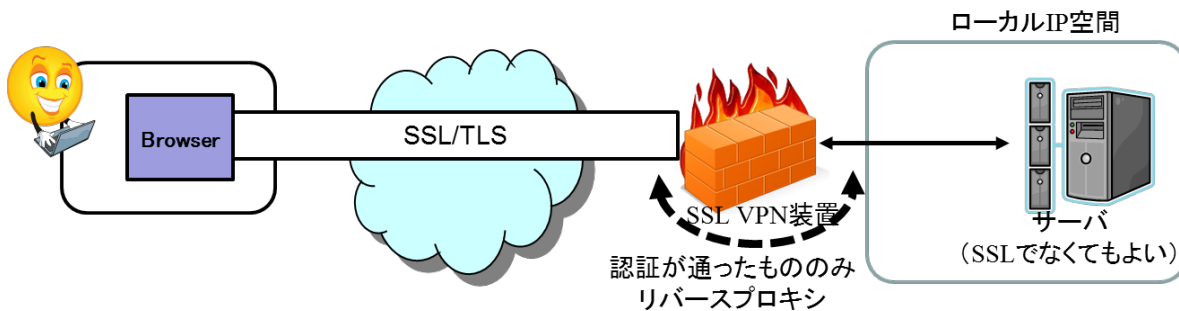 ローカルIP空間
Browser
SSL/TLS
SSL VPN装置
認証が通ったもののみ
リバースプロキシ
サーバ
（SSLでなくてもよい）